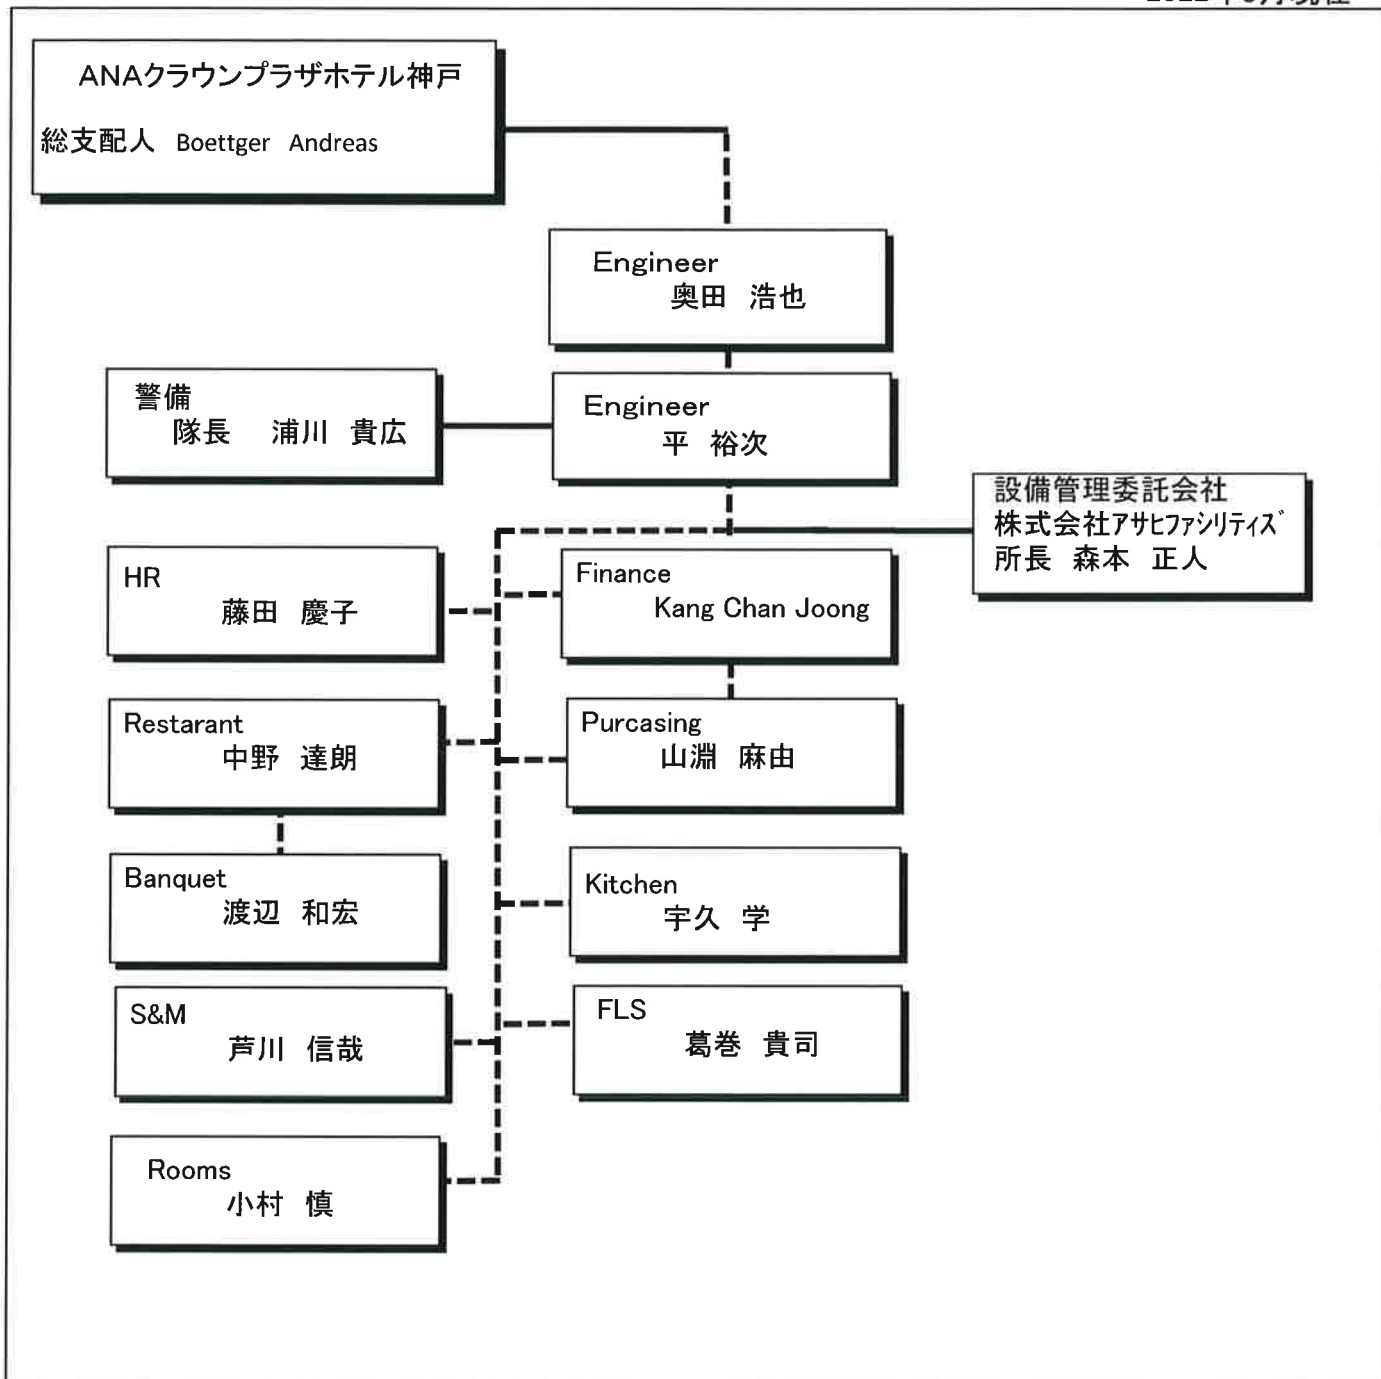 ANAクラウンプラザホテル神戸
総支配人 Boettger Andreas
Engineer
奥田 浩也
警備
隊長 浦川 貴広
Engineer
平 裕次
設備管理委託会社
株式会社アサヒファシリティズ
所長 森本 正人
HR
藤田 慶子
Finance
Kang Chan Joong
Restarant
中野 達朗
Purcasing
山淵 麻由
Banquet
渡辺 和宏
Kitchen
宇久 学
S&M
芦川 信哉
FLS
葛巻 貴司
Rooms
小村 慎